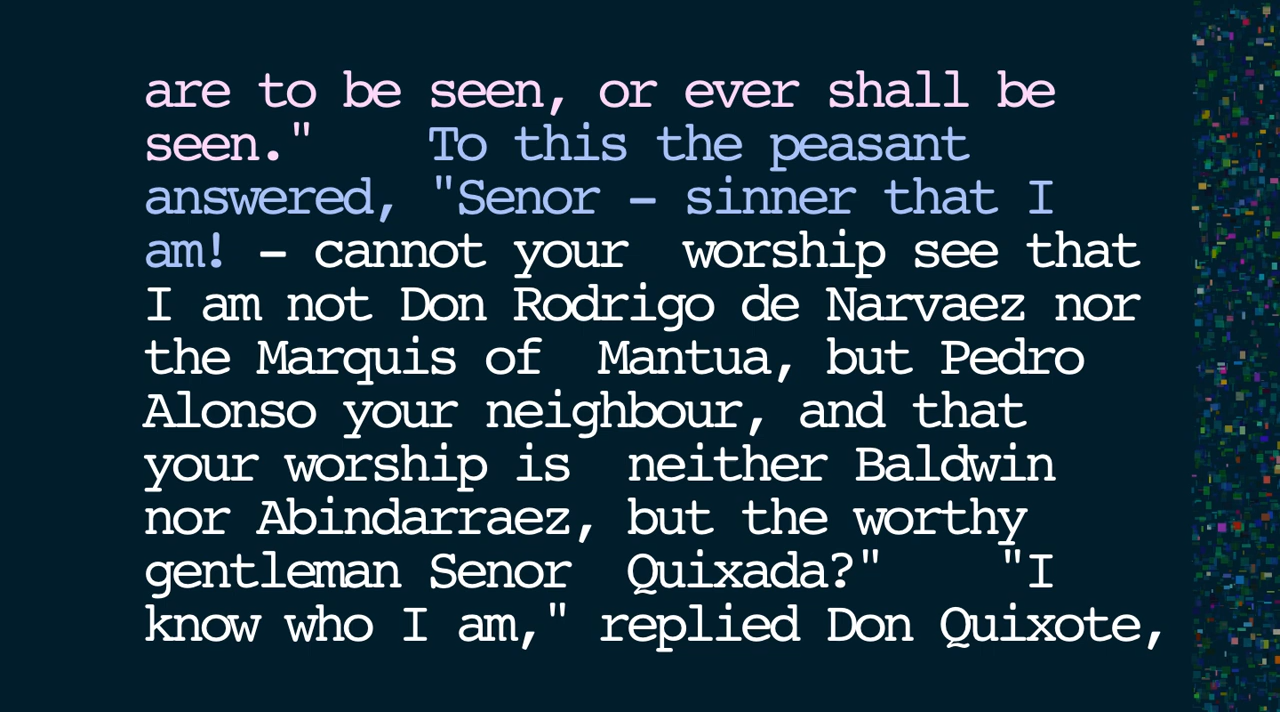 are to be seen, or ever shall be
seen."    To this the peasant
answered, "Senor – sinner that I
am! – cannot your  worship see that
I am not Don Rodrigo de Narvaez nor
the Marquis of  Mantua, but Pedro
Alonso your neighbour, and that
your worship is  neither Baldwin
nor Abindarraez, but the worthy
gentleman Senor  Quixada?"    "I
know who I am," replied Don Quixote,